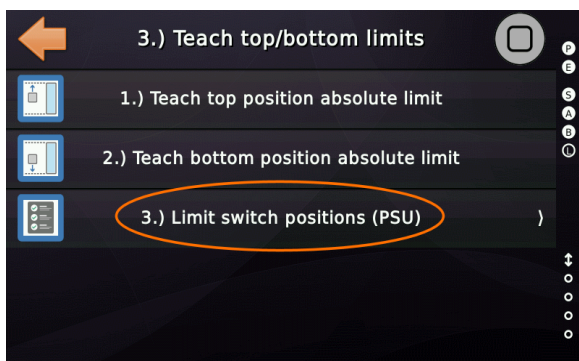 3.) Teach top/bottom limits
1.) Teach top position absolute limit
2.) Teach bottom position absolute limit
3.) Limit switch positions (PSU)
P
E
S
A
B
L